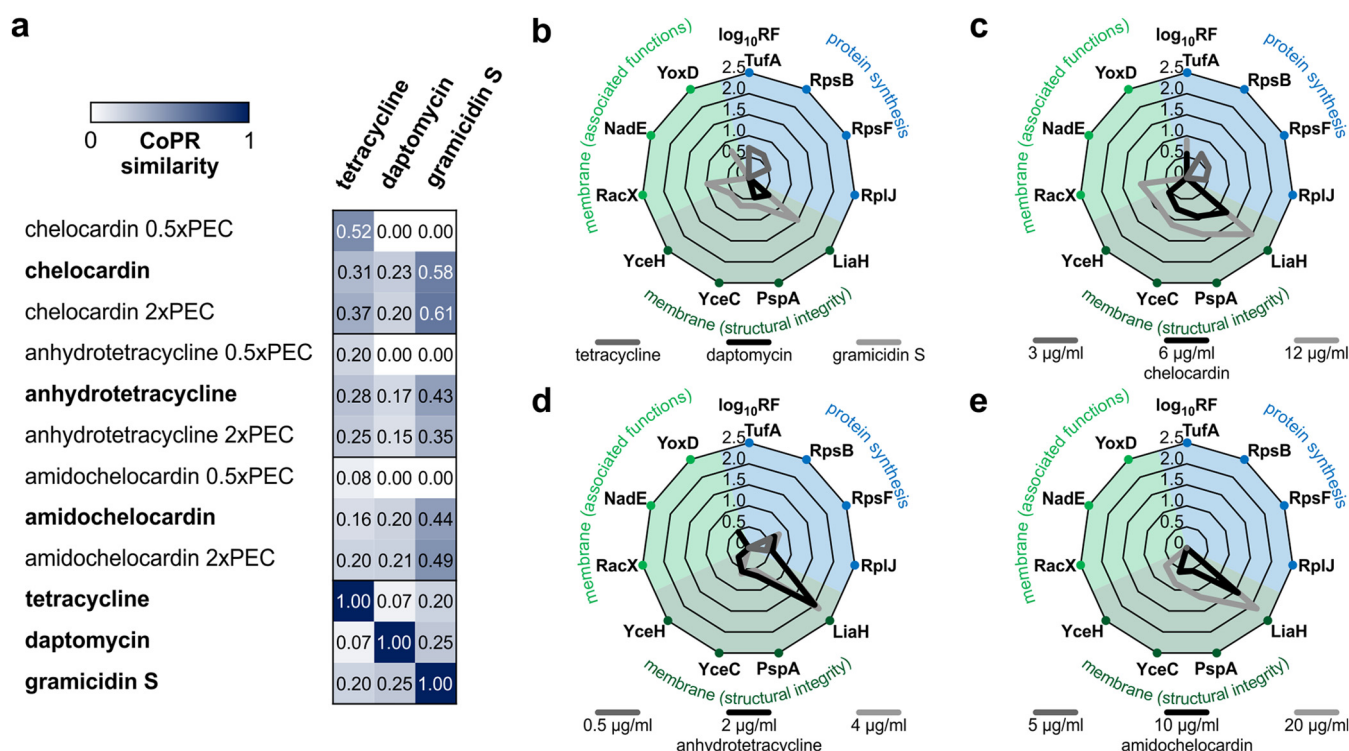 a
0
1
CoPR
similarity
tetracycline
daptomycin
gramicidin S
chelocardin 0.5xPEC 0.52 0.00 0.00
chelocardin 0.31 0.23 0.58
chelocardin 2xPEC 0.37 0.20 0.61
anhydrotetracycline 0.5xPEC 0.20 0.00 0.00
anhydrotetracycline 0.28 0.17 0.43
anhydrotetracycline 2xPEC 0.25 0.15 0.35
amidochelocardin 0.5xPEC 0.08 0.00 0.00
amidochelocardin 0.16 0.20 0.44
amidochelocardin 2xPEC 0.20 0.21 0.49
tetracycline 1.00 0.07 0.20
daptomycin 0.07 1.00 0.25
gramicidin S 0.20 0.25 1.00
b
log10RF
TufA
RpsB
RpsF
RplJ
LiaH
PspA
YceC
YceH
RacX
NadE
YoxD
2.5
2.0
1.5
1.0
0.5
0
membrane (associated functions)
protein synthesis
membrane (structural integrity)
tetracycline
daptomycin
gramicidin S
c
log10RF
TufA
RpsB
RpsF
RplJ
LiaH
PspA
YceC
YceH
RacX
NadE
YoxD
2.5
2.0
1.5
1.0
0.5
0
membrane (associated functions)
protein synthesis
membrane (structural integrity)
3 µg/ml
6 µg/ml
12 µg/ml
chelocardin
d
log10RF
TufA
RpsB
RpsF
RplJ
LiaH
PspA
YceC
YceH
RacX
NadE
YoxD
2.5
2.0
1.5
1.0
0.5
0
membrane (associated functions)
protein synthesis
membrane (structural integrity)
0.5 µg/ml
2 µg/ml
4 µg/ml
anhydrotetracycline
e
log10RF
TufA
RpsB
RpsF
RplJ
LiaH
PspA
YceC
YceH
RacX
NadE
YoxD
2.5
2.0
1.5
1.0
0.5
0
membrane (associated functions)
protein synthesis
membrane (structural integrity)
5 µg/ml
10 µg/ml
20 µg/ml
amidochelocardin